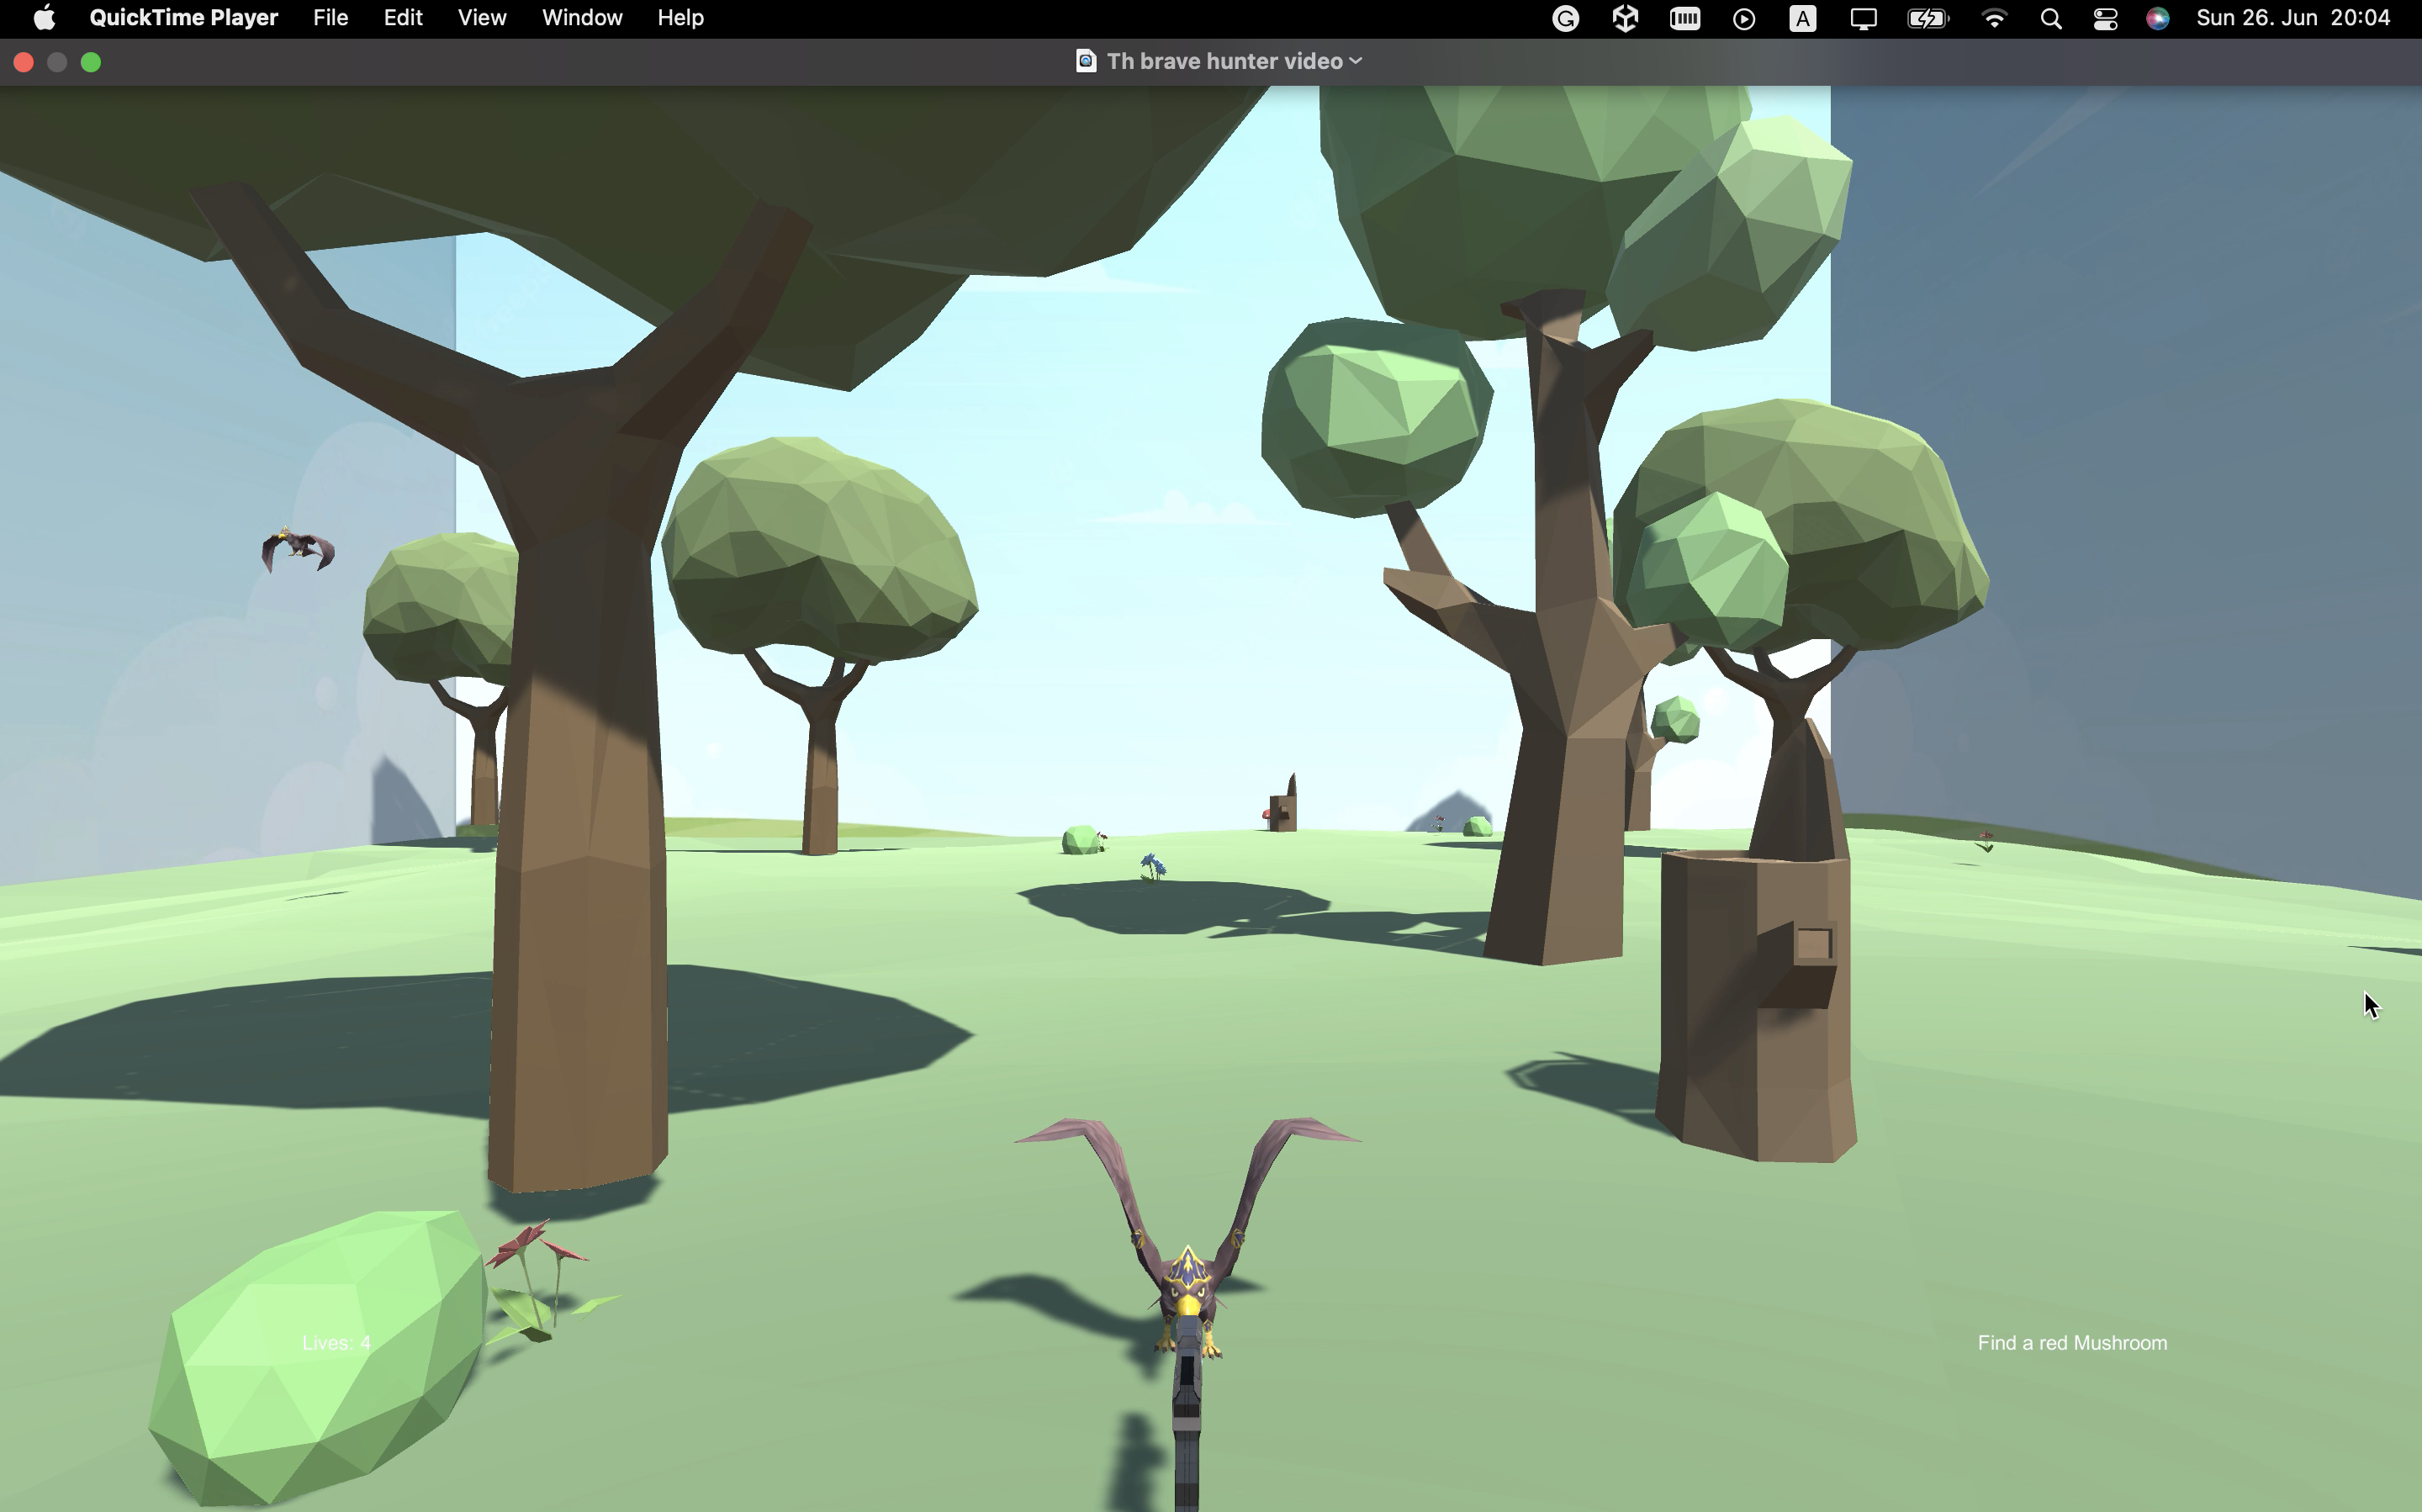 QuickTime Player File Edit View Window Help A Sun 26. Jun 20:04
Th brave hunter video
Lives: 4
Find a red Mushroom